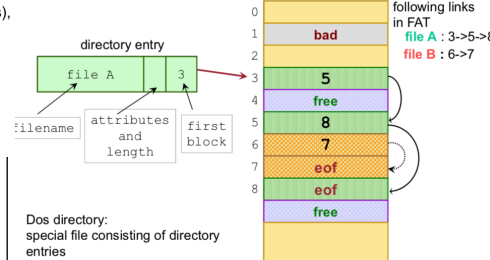 s),
directory entry
file A
3
filename
attributes
and
length
first
block
Dos directory:
special file consisting of directory
entries
0
1
bad
2
3
5
4
free
5
8
6
7
7
eof
8
eof
free
following links
in FAT
file A : 3->5->8
file B : 6->7